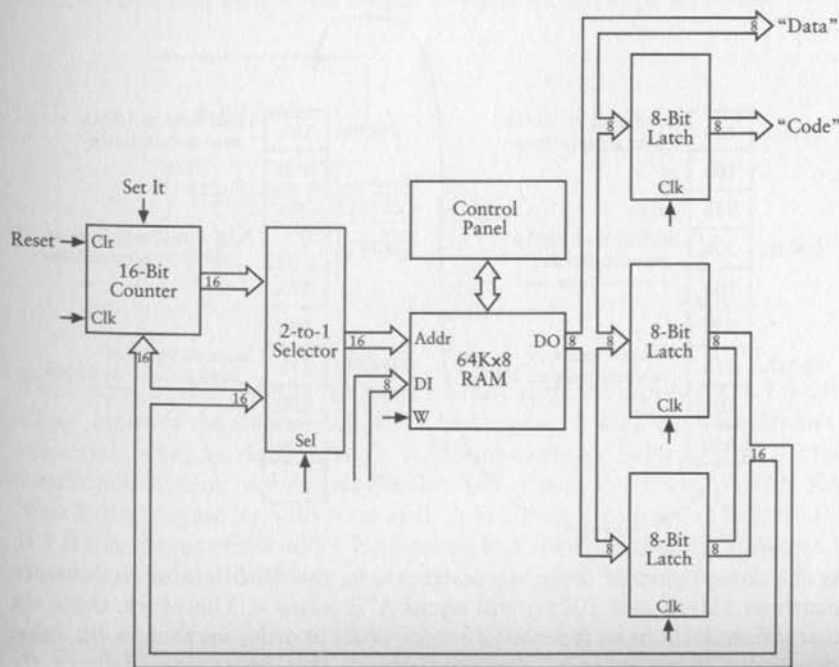 "Data"
8
8-Bit
Latch
8
8
"Code"
Clk
Set It
Reset
Clr
16-Bit
Counter
Clk
16
16
16
2-to-1
Selector
Sel
Control
Panel
16
Addr
8
DI
W
64Kx8
RAM
DO
8
8
8-Bit
Latch
8
Clk
16
8
8-Bit
Latch
8
Clk